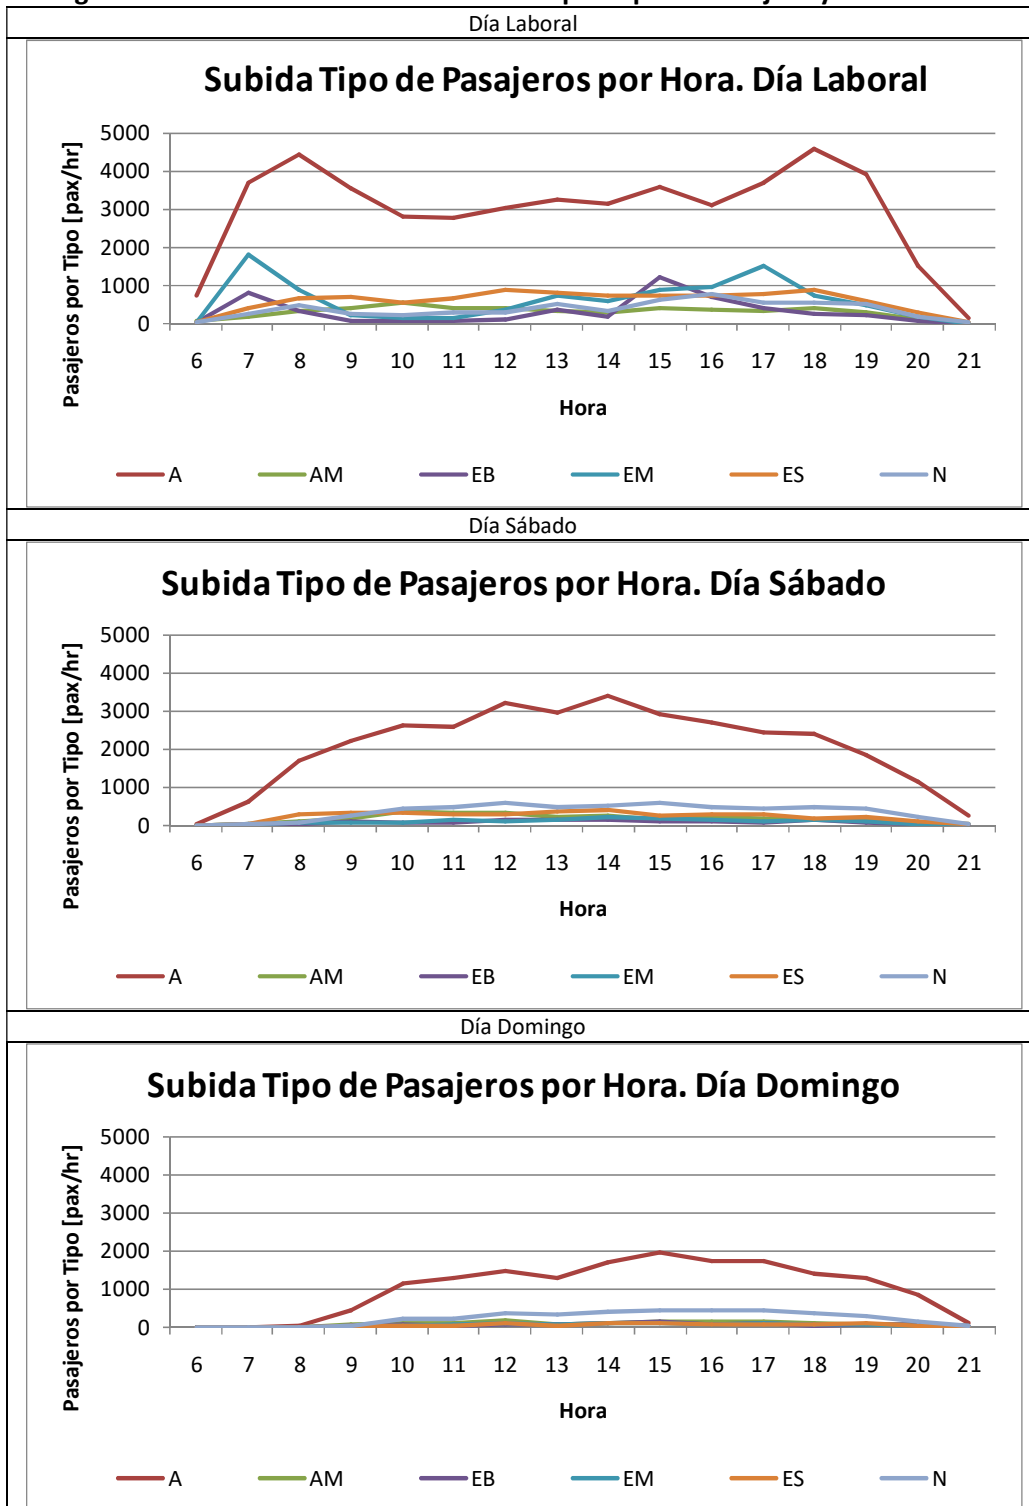 Día Laboral
Subida Tipo de Pasajeros por Hora. Día Laboral
Pasajeros por Tipo [pax/hr]
5000
4000
3000
2000
1000
0
6 7 8 9 10 11 12 13 14 15 16 17 18 19 20 21
Hora
A AM EB EM ES N
Día Sábado
Subida Tipo de Pasajeros por Hora. Día Sábado
Pasajeros por Tipo [pax/hr]
5000
4000
3000
2000
1000
0
6 7 8 9 10 11 12 13 14 15 16 17 18 19 20 21
Hora
A AM EB EM ES N
Día Domingo
Subida Tipo de Pasajeros por Hora. Día Domingo
Pasajeros por Tipo [pax/hr]
5000
4000
3000
2000
1000
0
6 7 8 9 10 11 12 13 14 15 16 17 18 19 20 21
Hora
A AM EB EM ES N